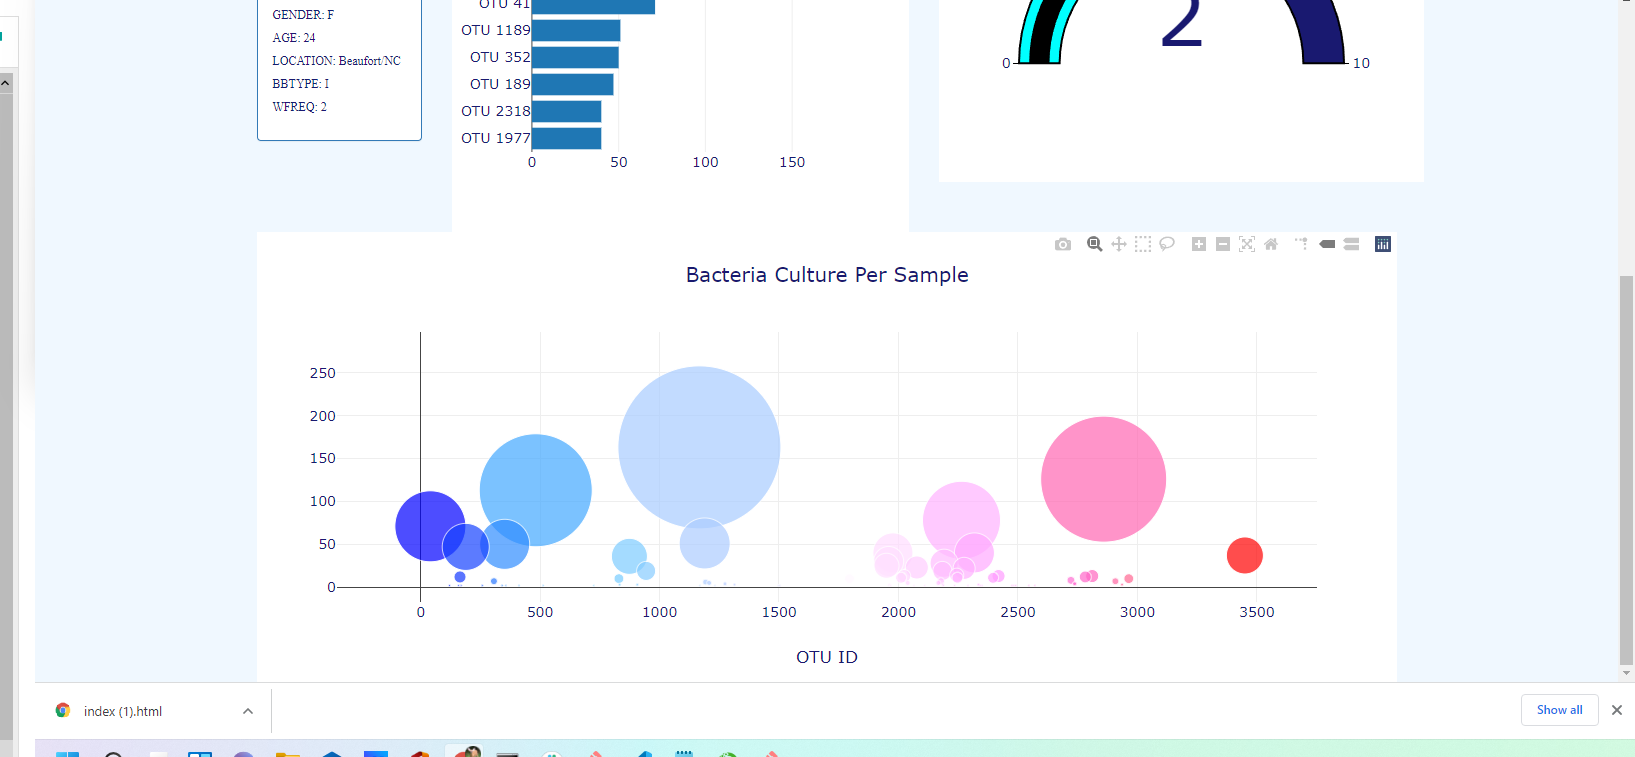 GENDER: F
AGE: 24
LOCATION: Beaufort/NC
BBTYPE: I
WFREQ: 2
OTU 41
OTU 1189
OTU 352
OTU 189
OTU 2318
OTU 1977
0 50 100 150
2
0 10
Bacteria Culture Per Sample
250
200
150
100
50
0
0 500 1000 1500 2000 2500 3000 3500
OTU ID
index (1).html
Show all